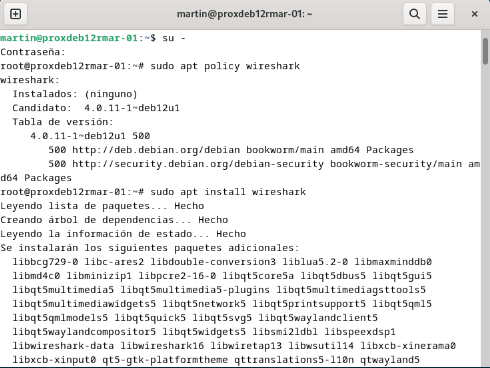 martin@proxdeb12rmar-01: ~
martin@proxdeb12rmar-01:~$ su -
Contraseña:
root@proxdeb12rmar-01:~# sudo apt policy wireshark
wireshark:
  Instalados: (ninguno)
  Candidato:  4.0.11-1~deb12u1
  Tabla de versión:
     4.0.11-1~deb12u1 500
        500 http://deb.debian.org/debian bookworm/main amd64 Packages
        500 http://security.debian.org/debian-security bookworm-security/main am
d64 Packages
root@proxdeb12rmar-01:~# sudo apt install wireshark
Leyendo lista de paquetes... Hecho
Creando árbol de dependencias... Hecho
Leyendo la información de estado... Hecho
Se instalarán los siguientes paquetes adicionales:
  libbcg729-0 libc-ares2 libdouble-conversion3 liblua5.2-0 libmaxminddb0
  libmd4c0 libminizip1 libpcre2-16-0 libqt5core5a libqt5dbus5 libqt5gui5
  libqt5multimedia5 libqt5multimedia5-plugins libqt5multimediagsttools5
  libqt5multimediawidgets5 libqt5network5 libqt5printsupport5 libqt5qml5
  libqt5qmlmodels5 libqt5quick5 libqt5svg5 libqt5waylandclient5
  libqt5waylandcompositor5 libqt5widgets5 libsmi2ldbl libspeexdsp1
  libwireshark-data libwireshark16 libwiretap13 libwsutil14 libxcb-xinerama0
  libxcb-xinput0 qt5-gtk-platformtheme qttranslations5-l10n qtwayland5